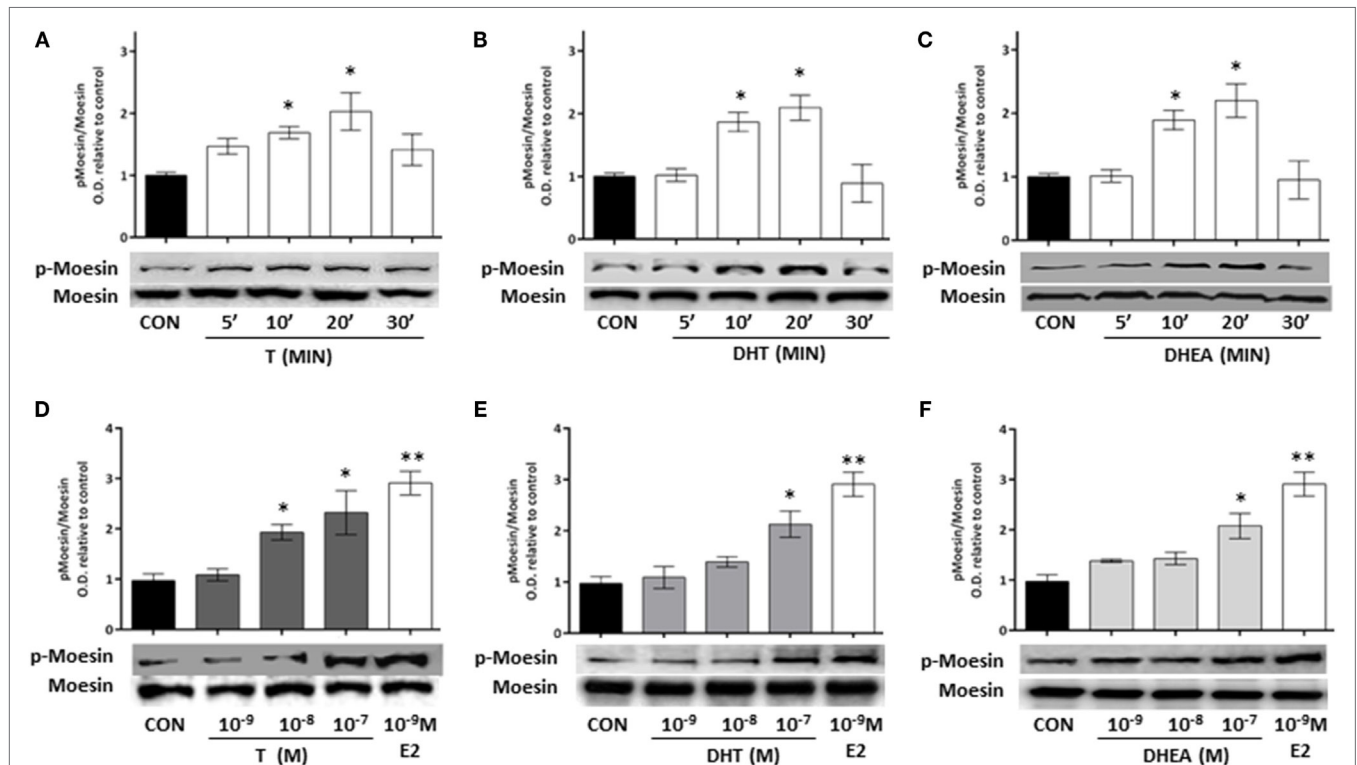 A
pMoesin/Moesin
O.D. relative to control
3
2
1
0
*
*
p-Moesin
Moesin
CON 5’ 10’ 20’ 30’
T (MIN)
B
pMoesin/Moesin
O.D. relative to control
3
2
1
0
*
*
p-Moesin
Moesin
CON 5’ 10’ 20’ 30’
DHT (MIN)
C
pMoesin/Moesin
O.D. relative to control
3
2
1
0
*
*
p-Moesin
Moesin
CON 5’ 10’ 20’ 30’
DHEA (MIN)
D
pMoesin/Moesin
O.D. relative to control
4
3
2
1
0
*
*
**
p-Moesin
Moesin
CON 10⁻⁹ 10⁻⁸ 10⁻⁷ 10⁻⁹M
T (M) E2
E
pMoesin/Moesin
O.D. relative to control
4
3
2
1
0
*
**
p-Moesin
Moesin
CON 10⁻⁹ 10⁻⁸ 10⁻⁷ 10⁻⁹M
DHT (M) E2
F
pMoesin/Moesin
O.D. relative to control
4
3
2
1
0
*
**
p-Moesin
Moesin
CON 10⁻⁹ 10⁻⁸ 10⁻⁷ 10⁻⁹M
DHEA (M) E2